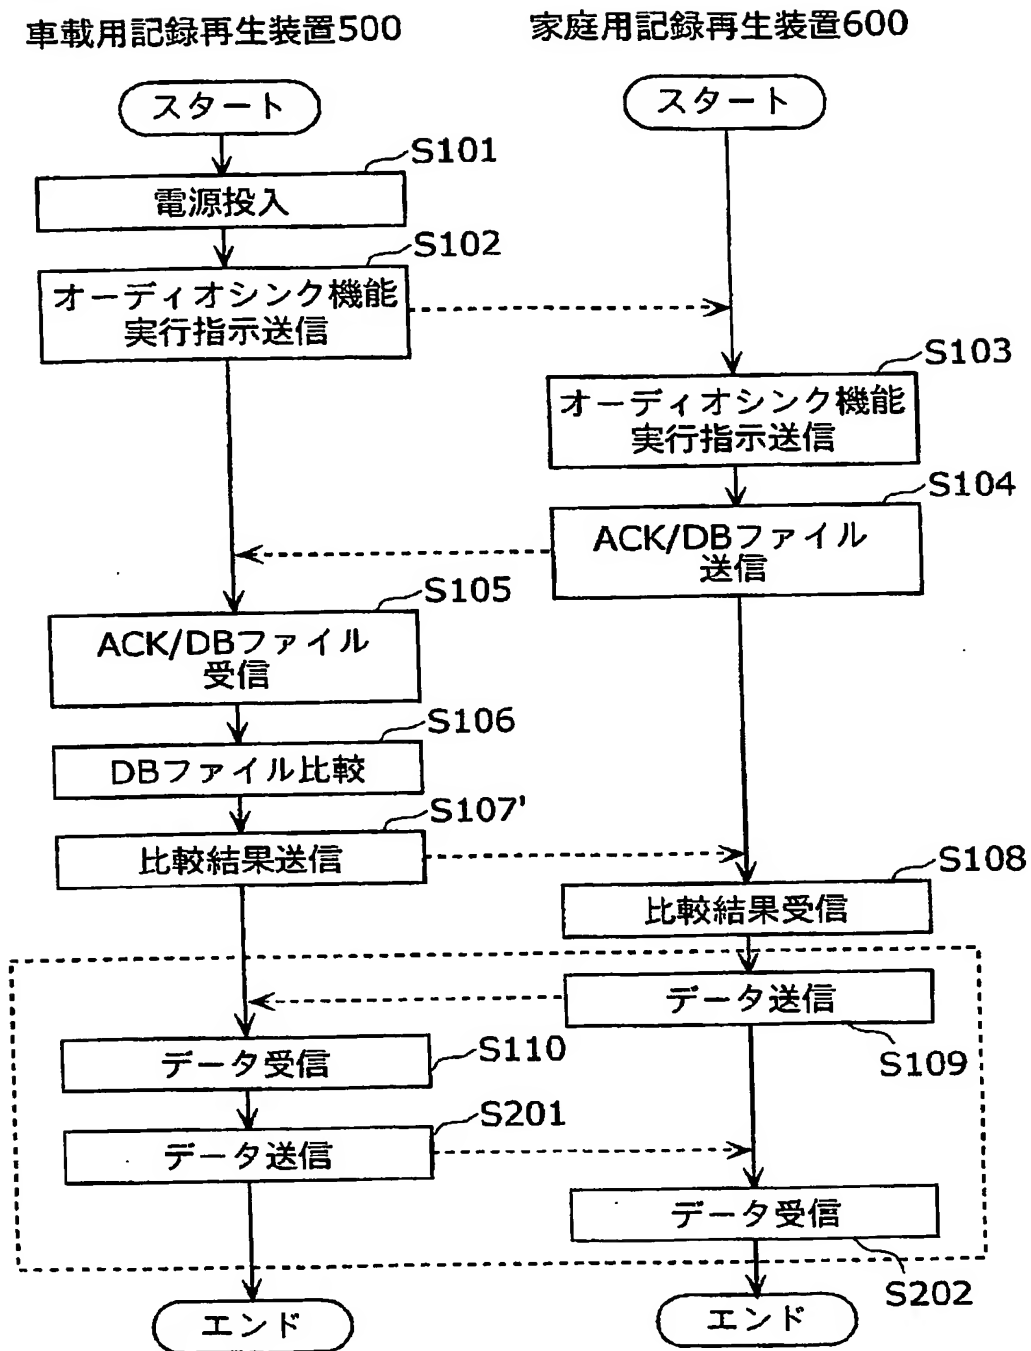 車載用記録再生装置500
家庭用記録再生装置600
スタート
スタート
S101
電源投入
S102
オーディオシンク機能
実行指示送信
S103
オーディオシンク機能
実行指示送信
S104
ACK/DBファイル
送信
S105
ACK/DBファイル
受信
S106
DBファイル比較
S107'
比較結果送信
S108
比較結果受信
データ送信
S109
データ受信
S110
S201
データ送信
データ受信
S202
エンド
エンド